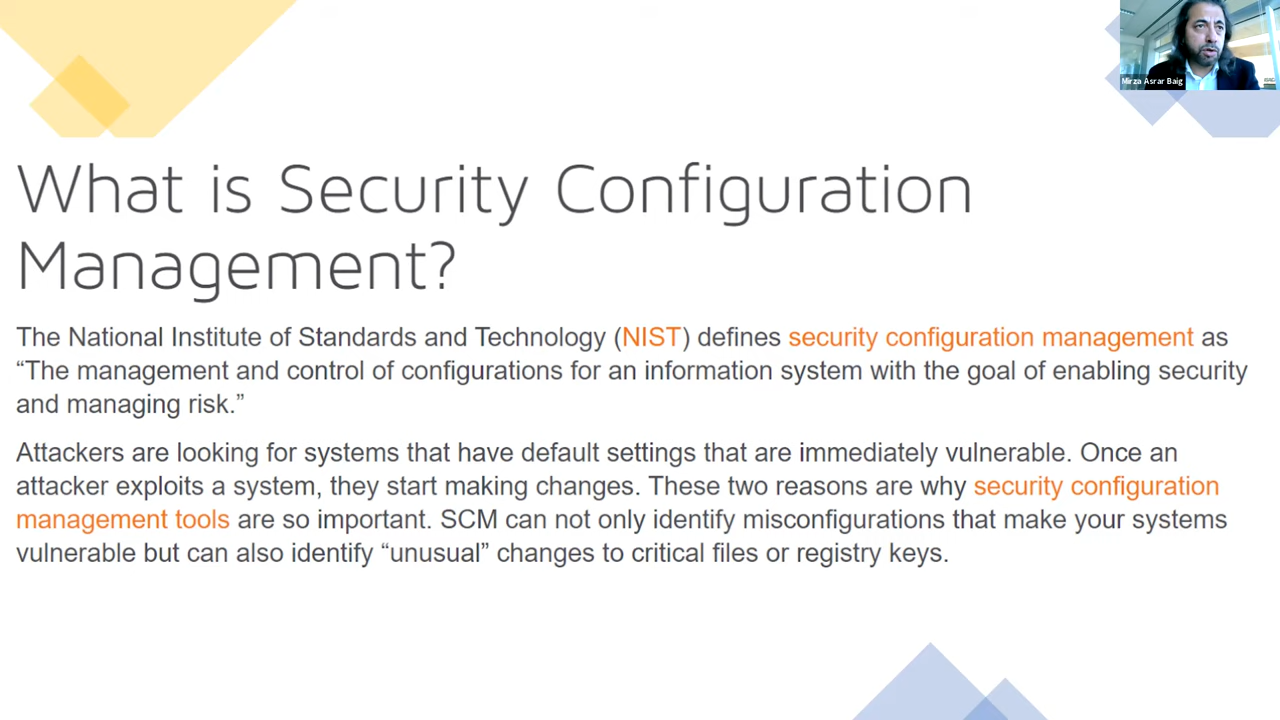 Mirza Asrar Baig
What is Security Configuration
Management?
The National Institute of Standards and Technology (NIST) defines security configuration management as
“The management and control of configurations for an information system with the goal of enabling security
and managing risk.”
Attackers are looking for systems that have default settings that are immediately vulnerable. Once an
attacker exploits a system, they start making changes. These two reasons are why security configuration
management tools are so important. SCM can not only identify misconfigurations that make your systems
vulnerable but can also identify “unusual” changes to critical files or registry keys.